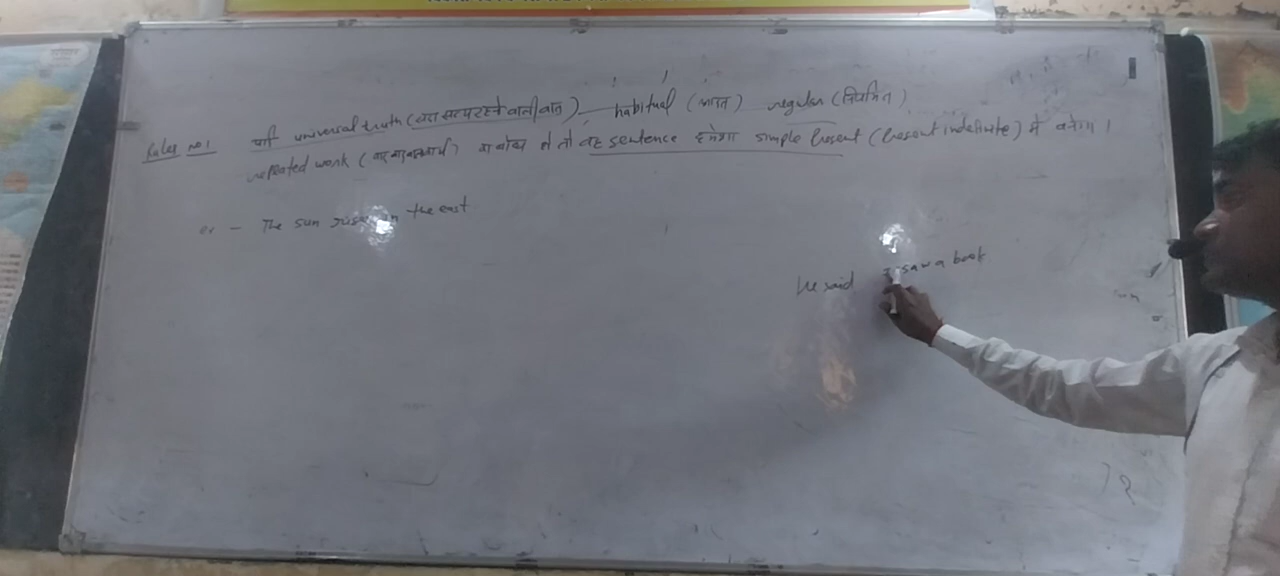 Rules no 1 यदि universal truth (सदा सत्य रहने वाली बात), habitual (आदत) regular (नियमित)
repeated work (बार बार कार्य) का बोध हो तो वह sentence हमेशा simple Present (Present indefinite) में बनेगा।
ex - The sun rises in the east
He said I saw a book